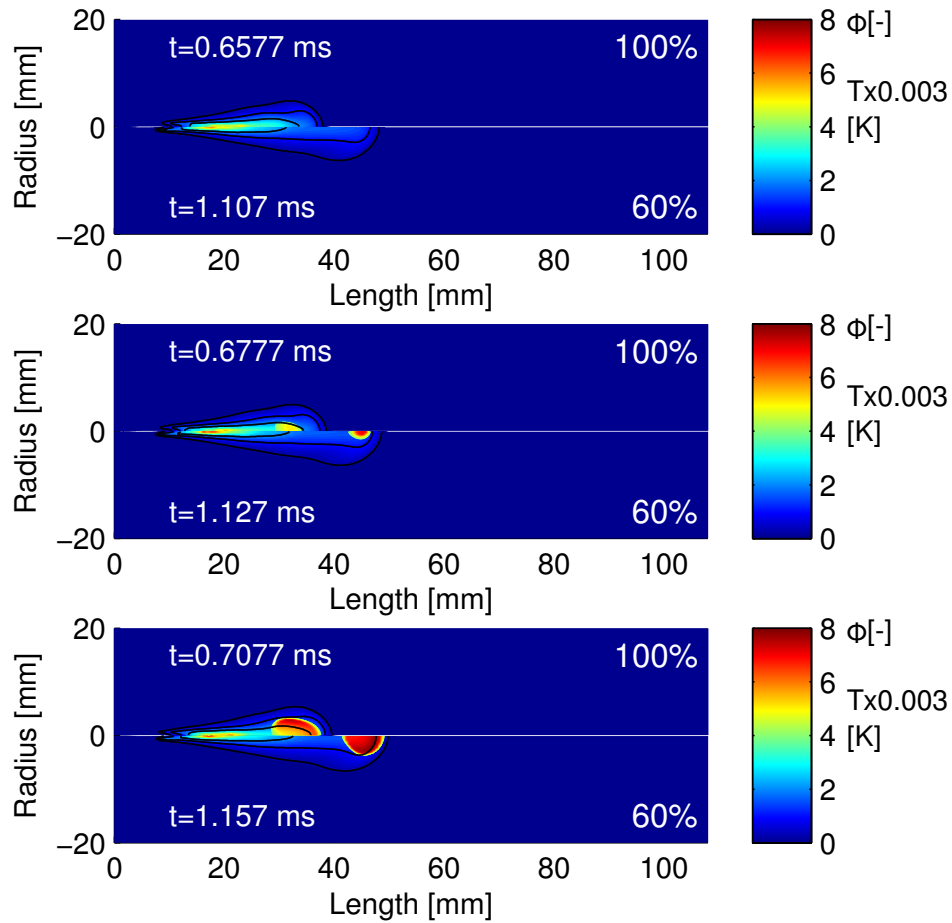 20
0
−20
Radius [mm]
t=0.6577 ms
100%
t=1.107 ms
60%
0 20 40 60 80 100
Length [mm]
8
6
4
2
0
Φ[-]
Tx0.003
[K]
20
0
−20
Radius [mm]
t=0.6777 ms
100%
t=1.127 ms
60%
0 20 40 60 80 100
Length [mm]
8
6
4
2
0
Φ[-]
Tx0.003
[K]
20
0
−20
Radius [mm]
t=0.7077 ms
100%
t=1.157 ms
60%
0 20 40 60 80 100
Length [mm]
8
6
4
2
0
Φ[-]
Tx0.003
[K]